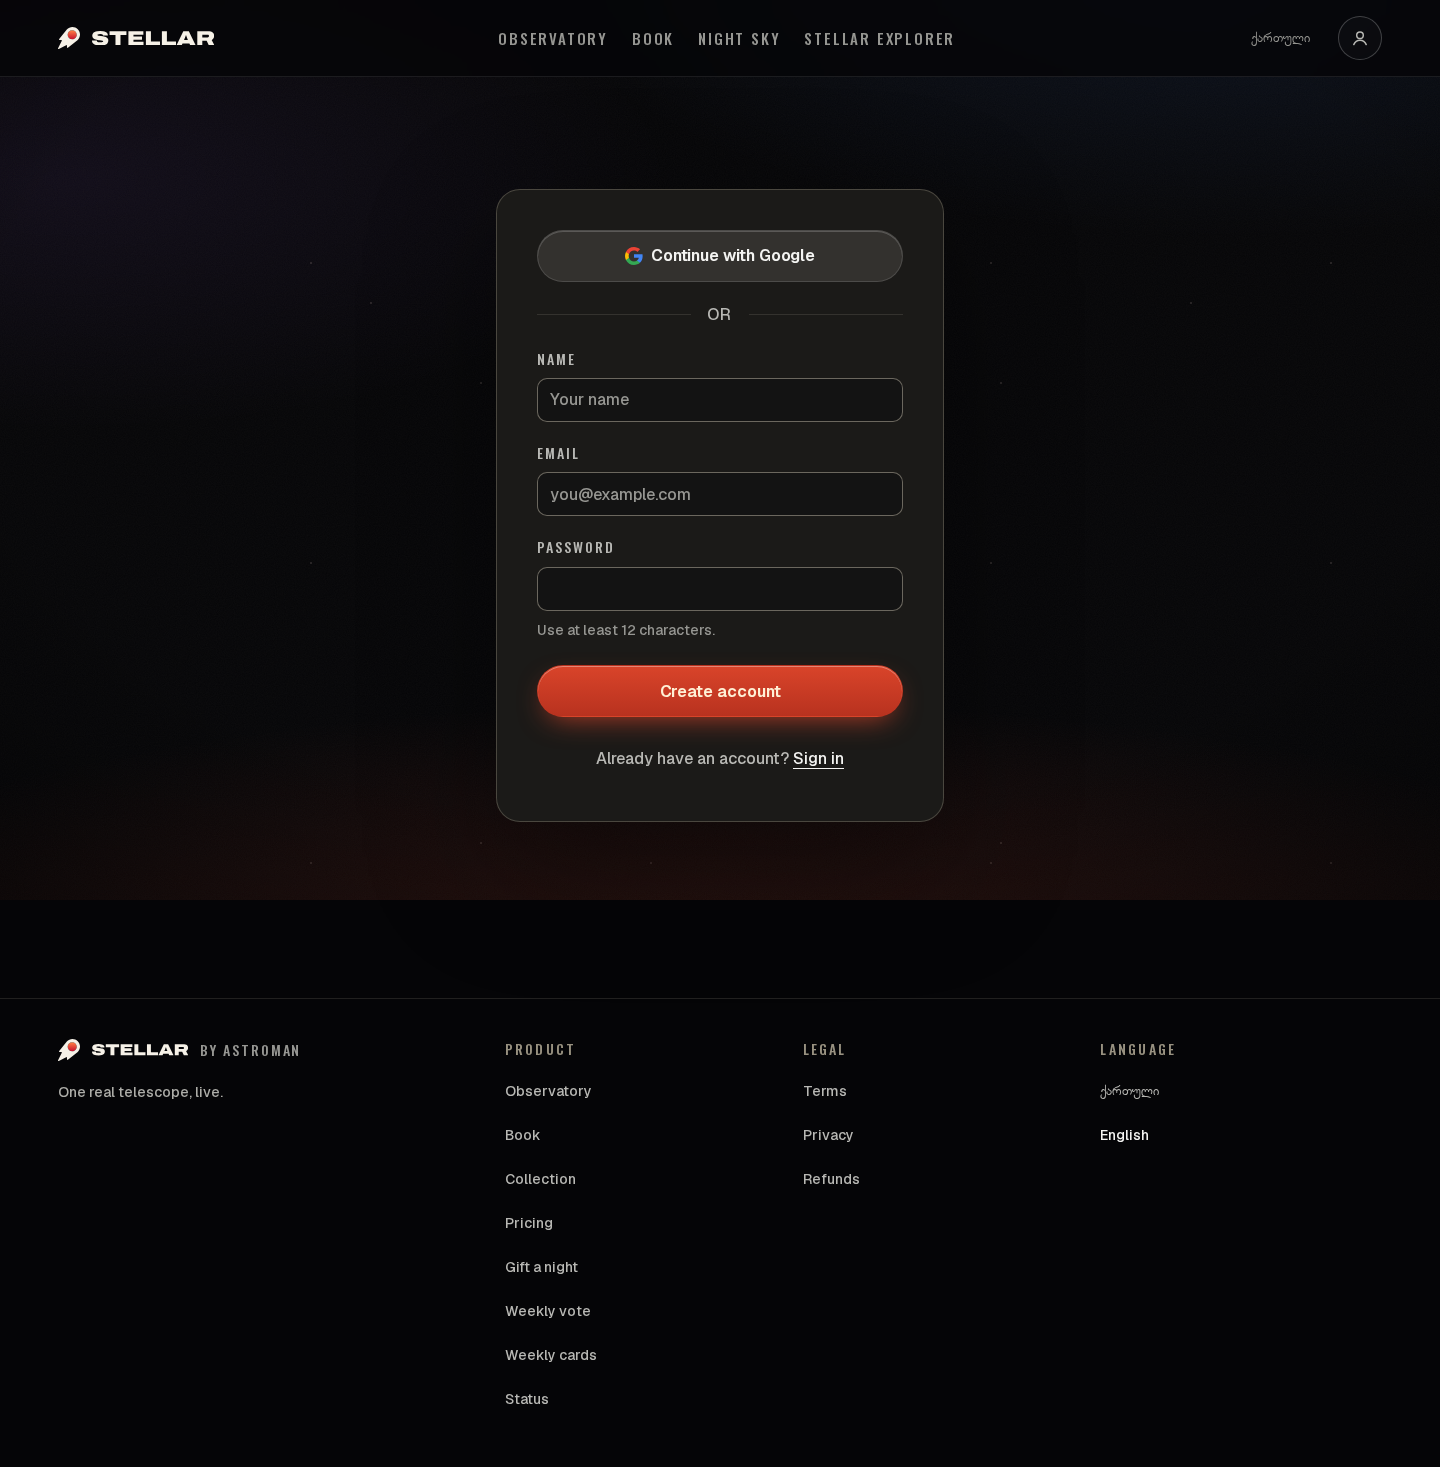 STELLAR
OBSERVATORY BOOK NIGHT SKY STELLAR EXPLORER
ქართული
Continue with Google
OR
NAME
Your name
EMAIL
you@example.com
PASSWORD
Use at least 12 characters.
Create account
Already have an account? Sign in
STELLAR BY ASTROMAN
One real telescope, live.
PRODUCT
Observatory
Book
Collection
Pricing
Gift a night
Weekly vote
Weekly cards
Status
LEGAL
Terms
Privacy
Refunds
LANGUAGE
ქართული
English